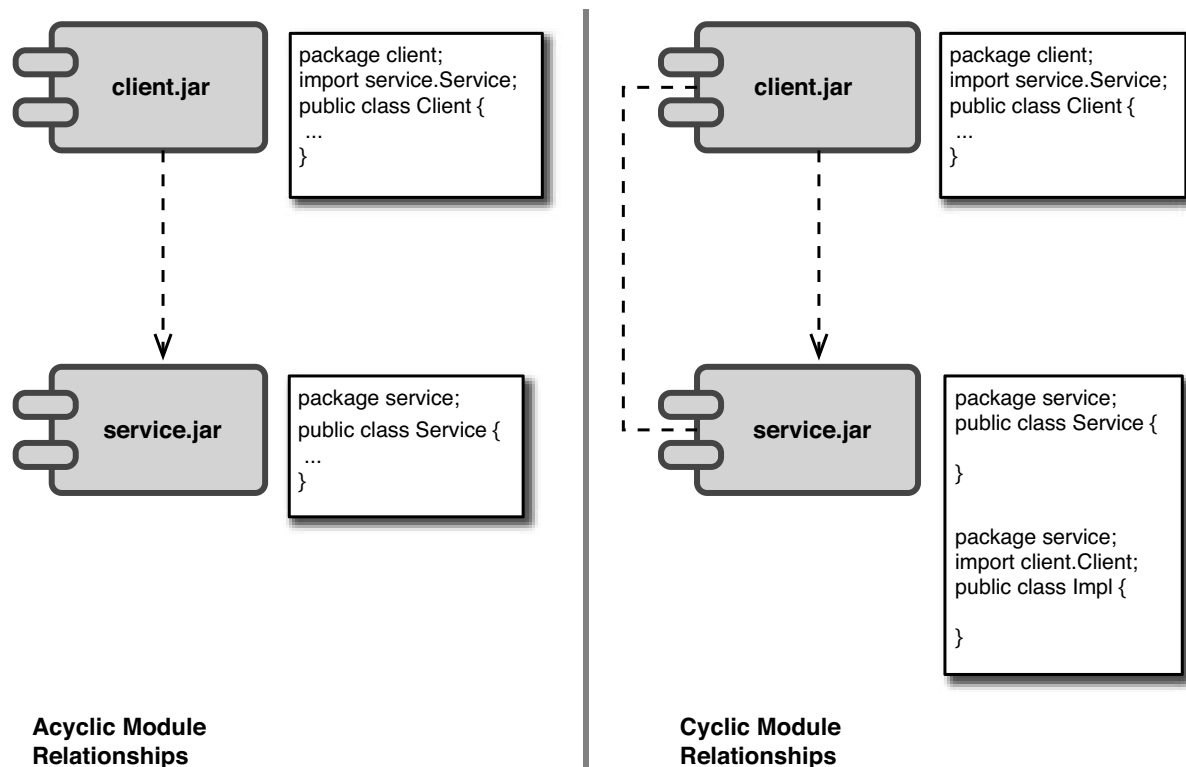 client.jar
package client;
import service.Service;
public class Client {
...
}
service.jar
package service;
public class Service {
...
}
Acyclic Module
Relationships
client.jar
package client;
import service.Service;
public class Client {
...
}
service.jar
package service;
public class Service {
}
package service;
import client.Client;
public class Impl {
}
Cyclic Module
Relationships